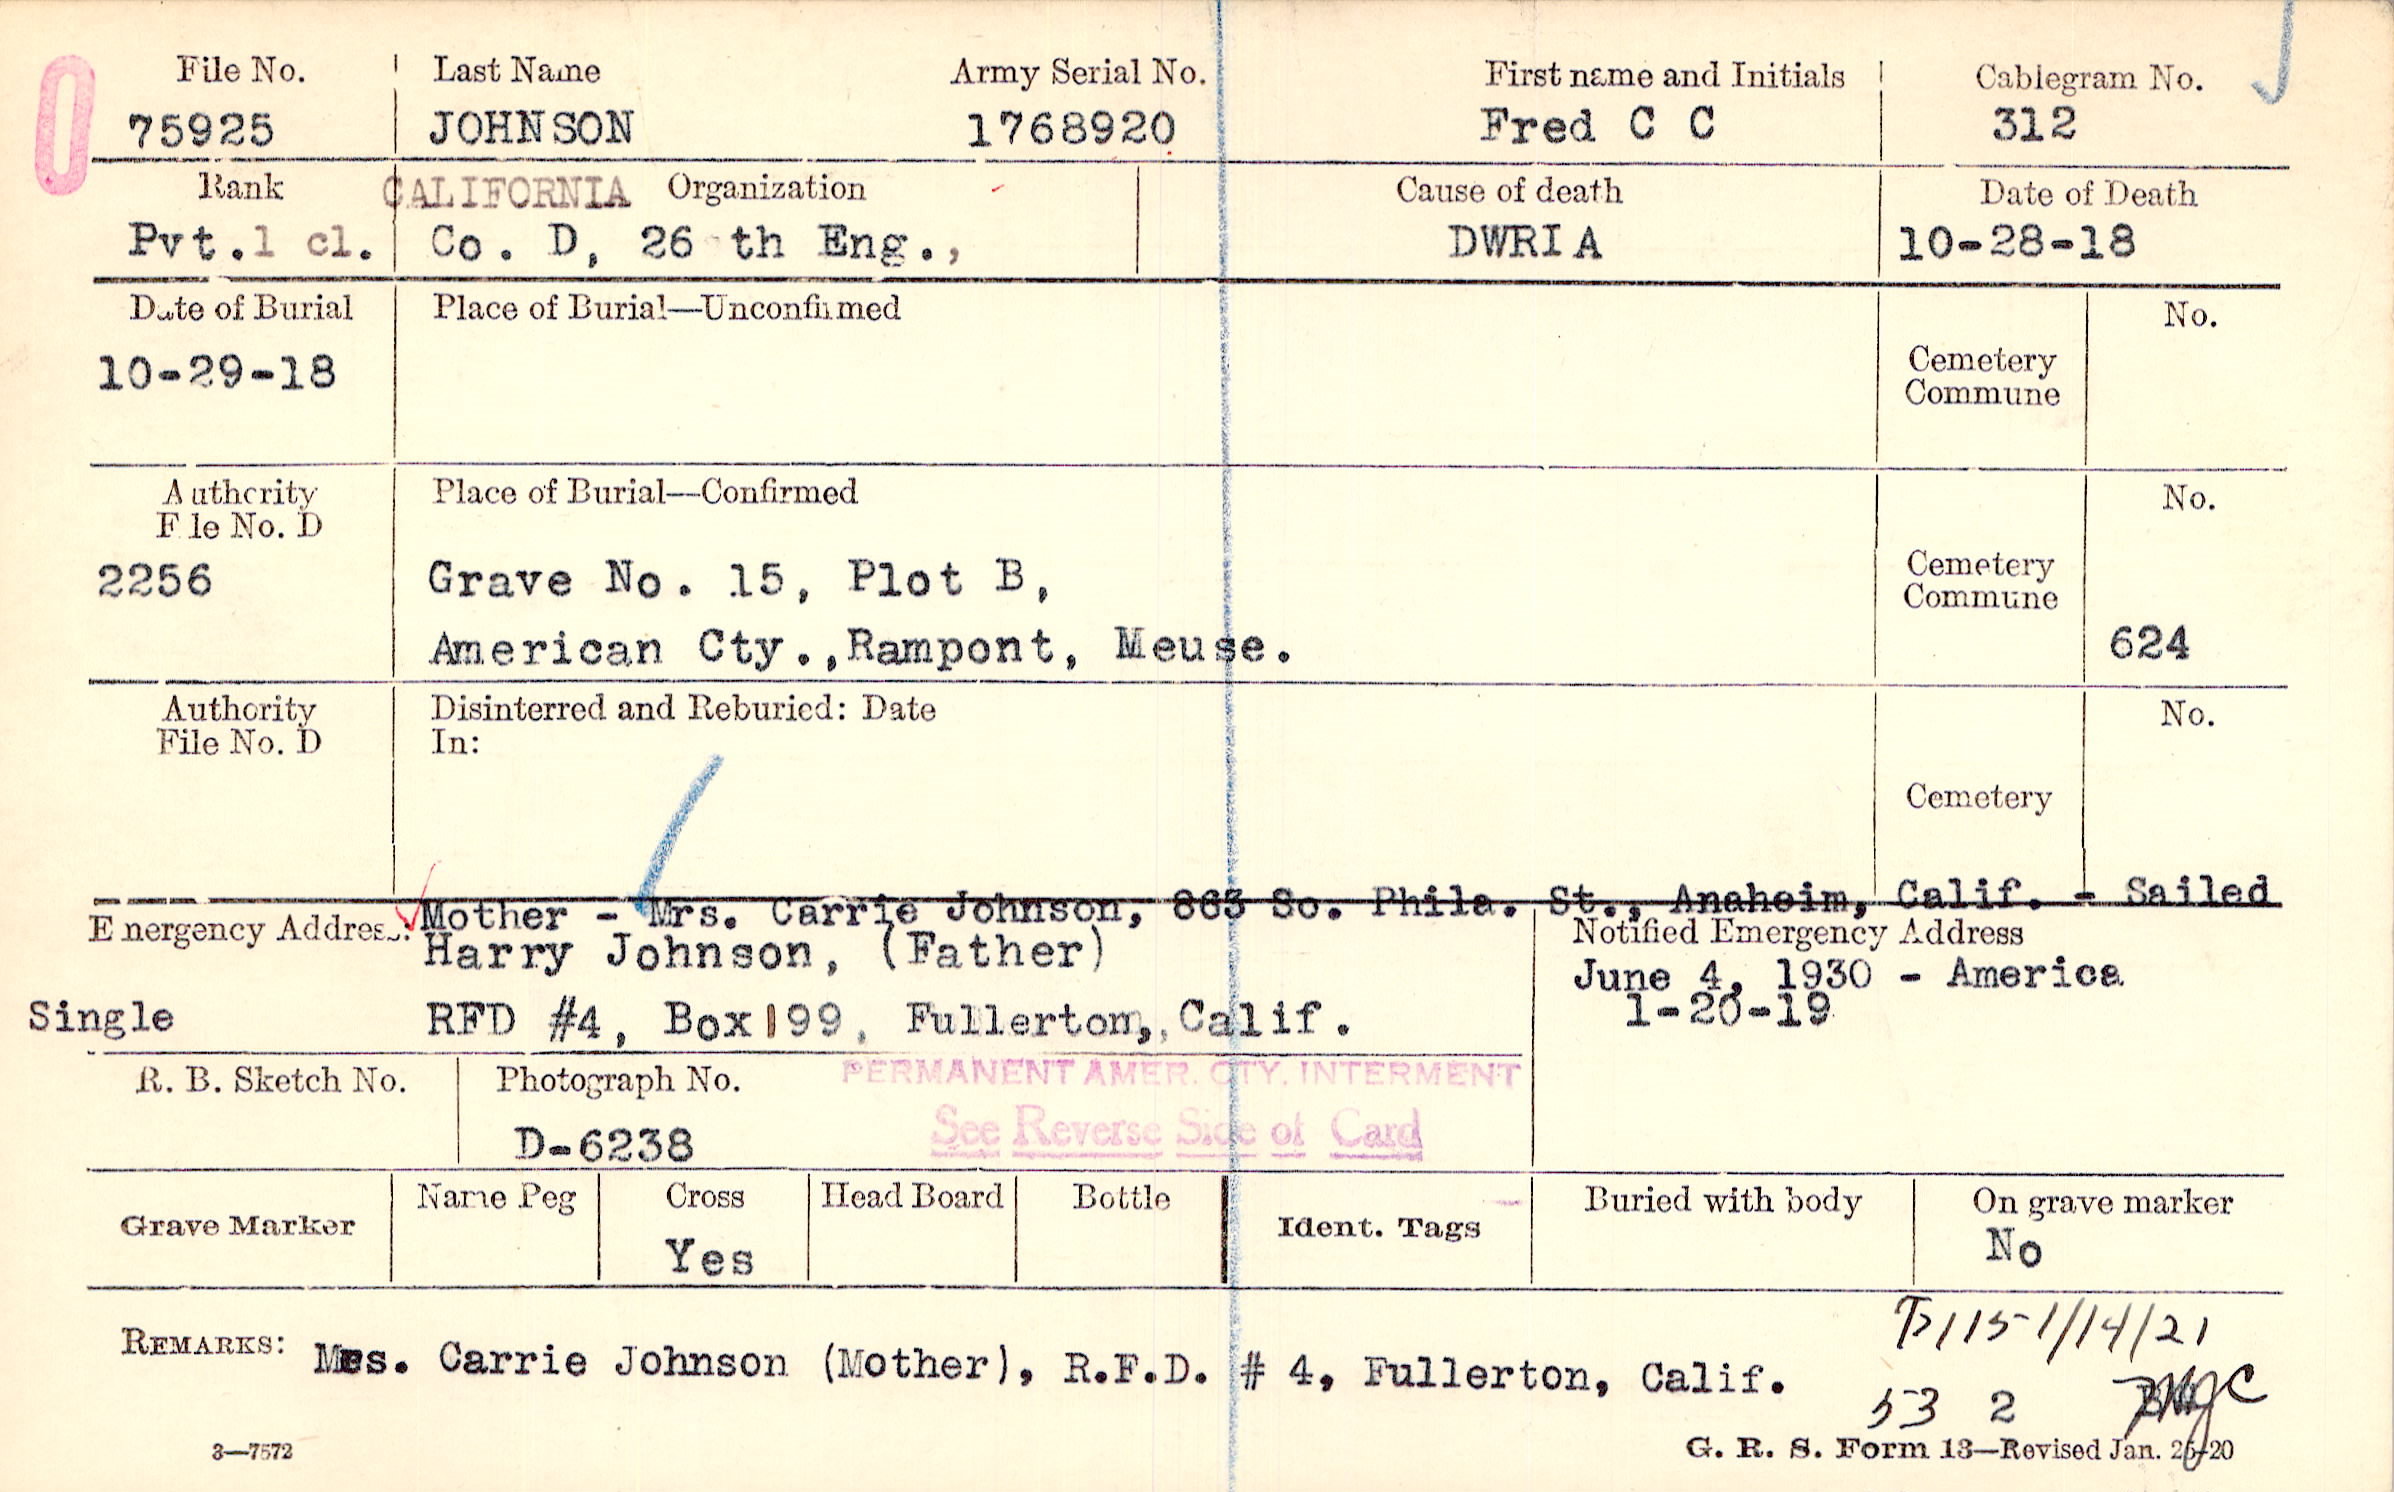 File No. Last Name Army Serial No. First name and Initials Cablegram No.
75925 JOHNSON 1768920 Fred C C 312
Rank CALIFORNIA Organization Cause of death Date of Death
Pvt.1 cl. Co. D, 26 th Eng., DWRIA 10-28-18
Date of Burial Place of Burial—Unconfirmed No.
10-29-18
Cemetery
Commune
Authority Place of Burial—Confirmed No.
File No. D
2256 Grave No. 15, Plot B,
Cemetery
Commune
American Cty.,Rampont, Meuse. 624
Authority Disinterred and Reburied: Date No.
File No. D In:
Cemetery
Mother - Mrs. Carrie Johnson, 863 So. Phila. St., Anaheim, Calif. - Sailed
Emergency Address: Harry Johnson, (Father) Notified Emergency Address
June 4, 1930 - America
Single RFD #4, Box 199, Fullerton,, Calif. 1-20-19
R. B. Sketch No. Photograph No. PERMANENT AMER. CTY. INTERMENT
D-6238 See Reverse Side of Card
Grave Marker Name Peg Cross Head Board Bottle Ident. Tags Buried with body On grave marker
Yes No
1/14/21
REMARKS: Mrs. Carrie Johnson (Mother), R.F.D. # 4, Fullerton, Calif.
53 2
3—7572 G. R. S. Form 13—Revised Jan. 26-20